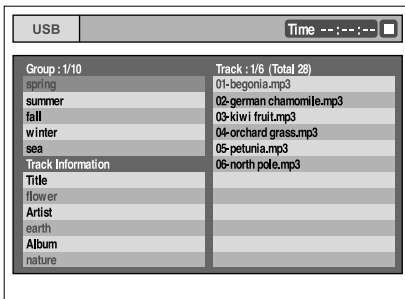 USB
Time --:--:--
Group : 1/10
spring
summer
fall
winter
sea
Track Information
Title
flower
Artist
earth
Album
nature
Track : 1/6 (Total 28)
01-begonia.mp3
02-german chamomile.mp3
03-kiwi fruit.mp3
04-orchard grass.mp3
05-petunia.mp3
06-north pole.mp3